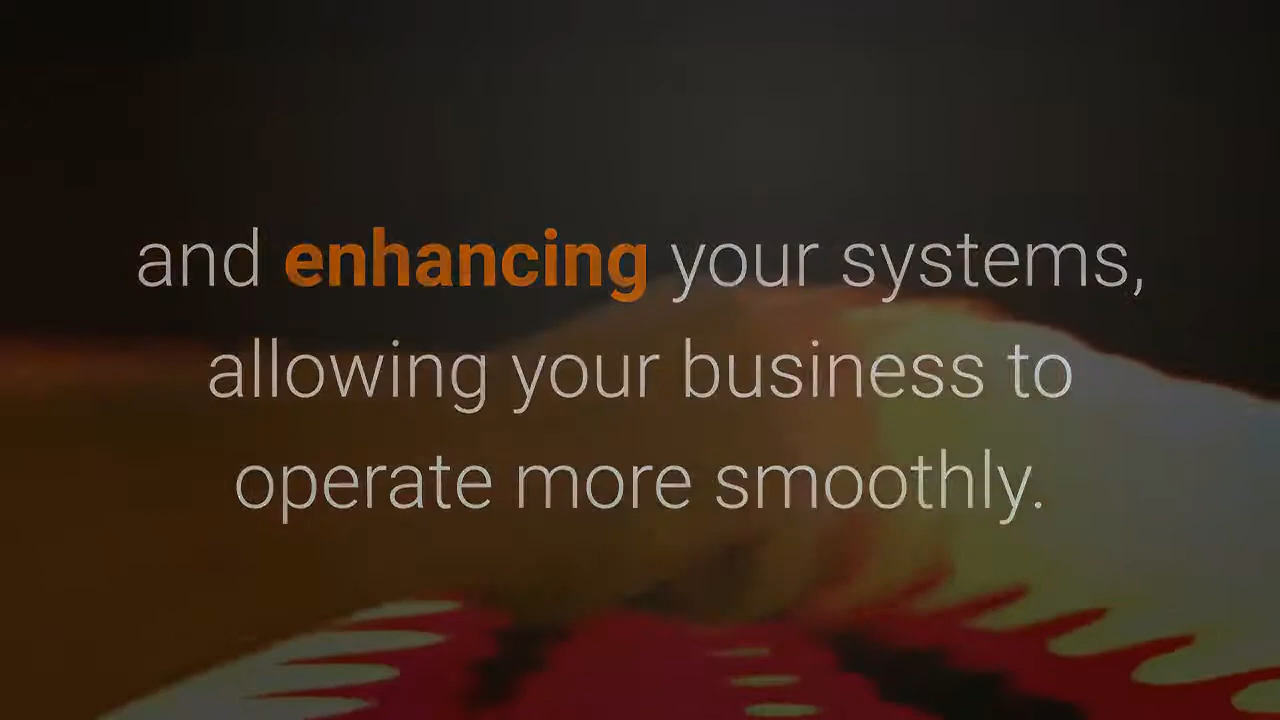 and enhancing your systems,
allowing your business to
operate more smoothly.